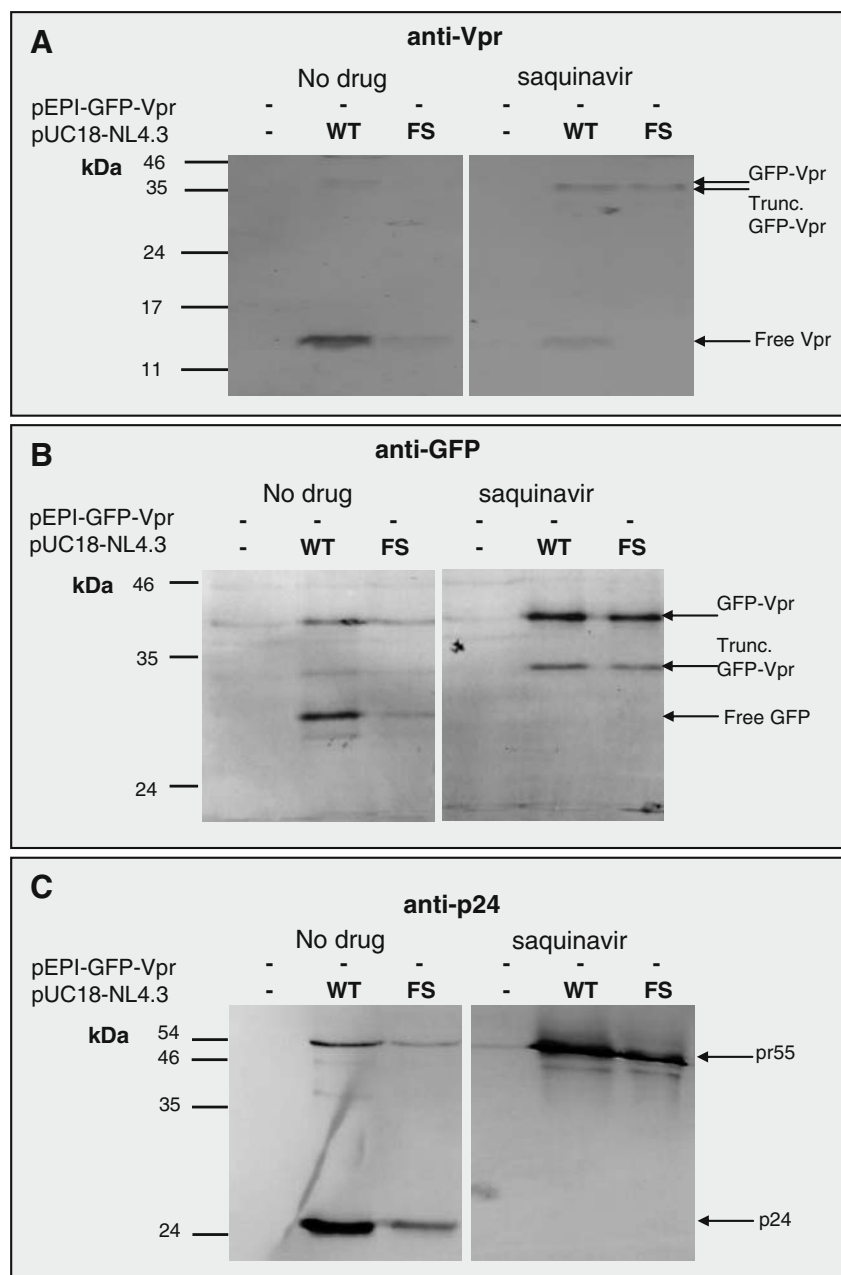 A
anti-Vpr
No drug saquinavir
pEPI-GFP-Vpr - - - - - -
pUC18-NL4.3 - WT FS - WT FS
kDa 46
35
24
17
11
GFP-Vpr
Trunc.
GFP-Vpr
Free Vpr
B
anti-GFP
No drug saquinavir
pEPI-GFP-Vpr - - - - - -
pUC18-NL4.3 - WT FS - WT FS
kDa 46
35
24
GFP-Vpr
Trunc.
GFP-Vpr
Free GFP
C
anti-p24
No drug saquinavir
pEPI-GFP-Vpr - - - - - -
pUC18-NL4.3 - WT FS - WT FS
kDa 54
46
35
24
pr55
p24